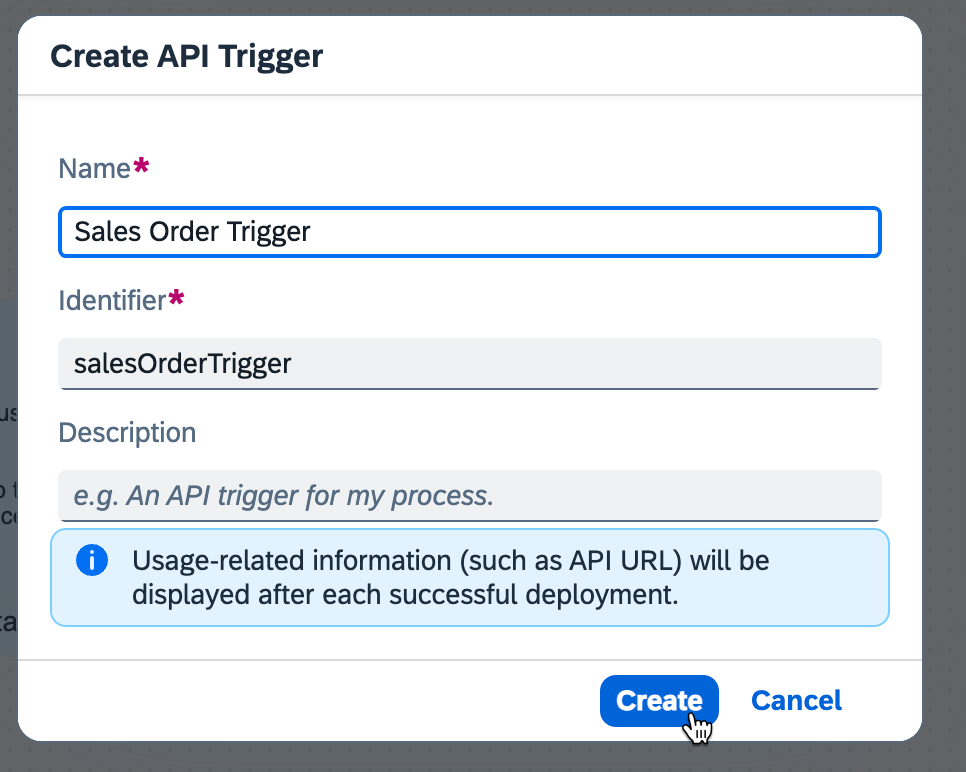 Create API Trigger
Name*
Sales Order Trigger
Identifier*
salesOrderTrigger
Description
e.g. An API trigger for my process.
Usage-related information (such as API URL) will be
displayed after each successful deployment.
Create Cancel